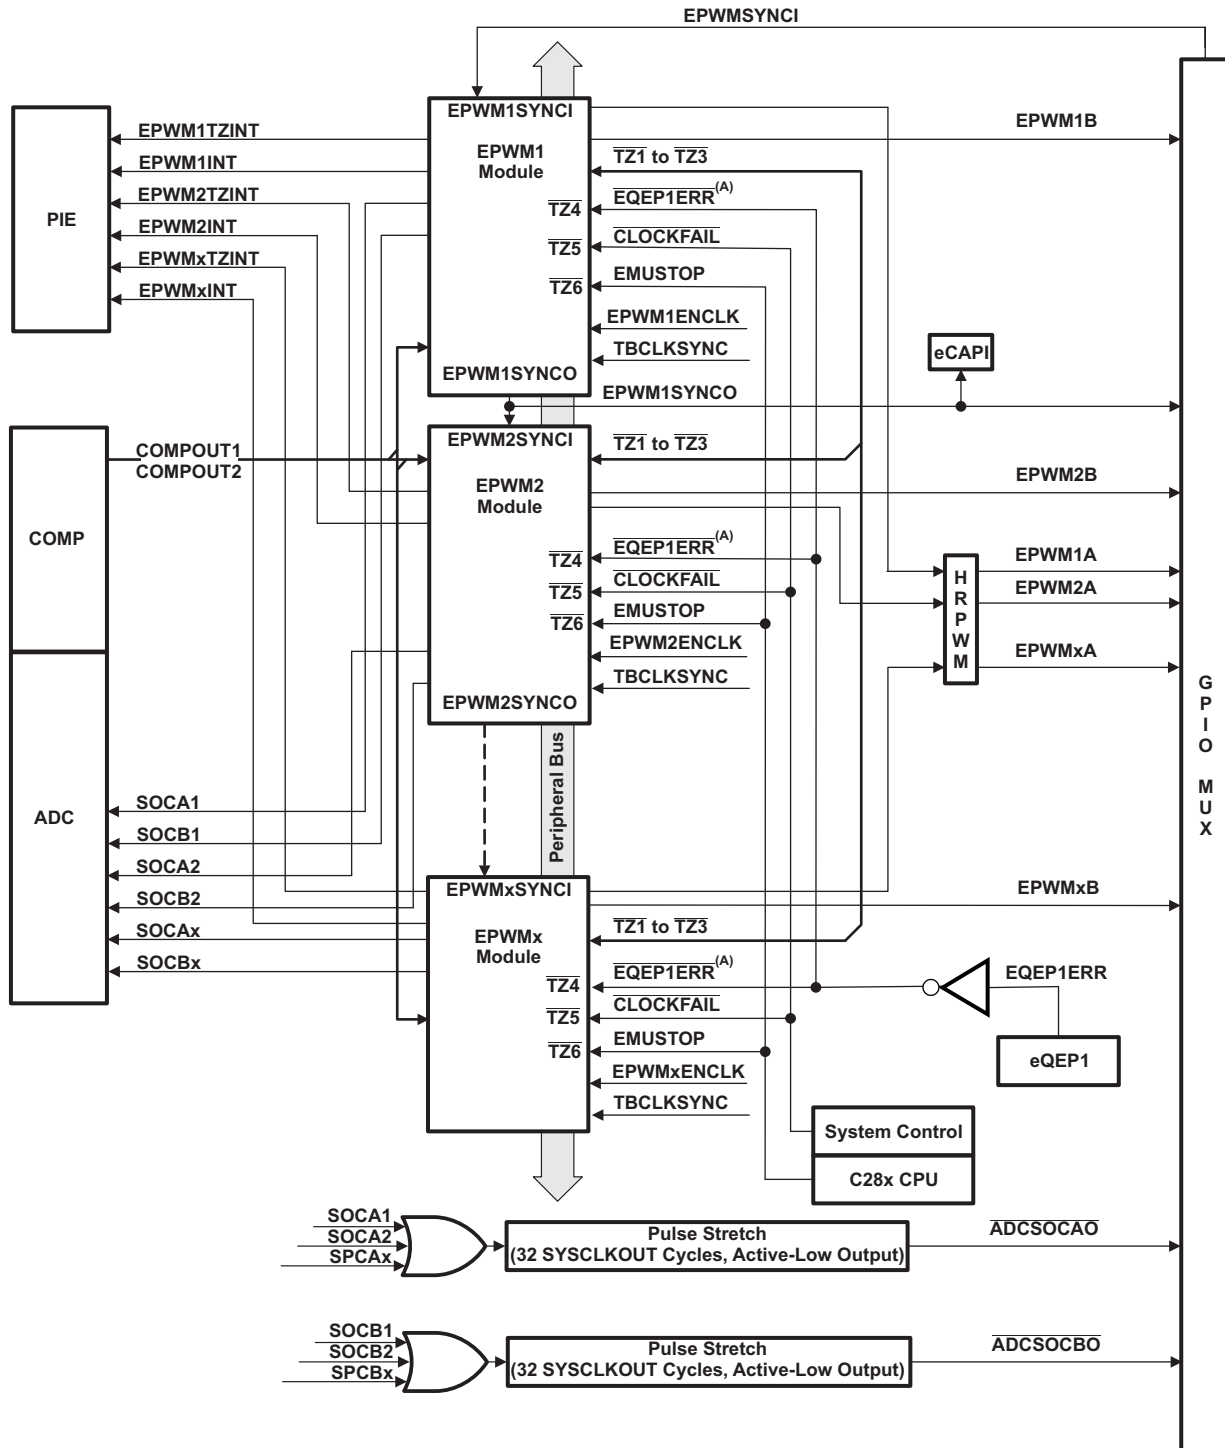 EPWMSYNCI
EPWM1SYNCI
EPWM1B
EPWM1TZINT
EPWM1
Module
TZ1 to TZ3
EPWM1INT
EPWM2TZINT
EQEP1ERR(A)
TZ4
PIE
EPWM2INT
CLOCKFAIL
TZ5
EPWMxTZINT
EMUSTOP
TZ6
EPWMxINT
EPWM1ENCLK
TBCLKSYNC
eCAPI
EPWM1SYNCO
EPWM1SYNCO
EPWM2SYNCI
TZ1 to TZ3
COMPOUT1
COMPOUT2
EPWM2B
EPWM2
Module
COMP
EQEP1ERR(A)
TZ4
EPWM1A
CLOCKFAIL
TZ5
EPWM2A
HRPWM
EMUSTOP
TZ6
EPWM2ENCLK
EPWMxA
TBCLKSYNC
EPWM2SYNCO
GPIO MUX
Peripheral Bus
SOCA1
ADC
SOCB1
SOCA2
EPWMxSYNCI
EPWMxB
SOCB2
TZ1 to TZ3
SOCAx
EPWMx
Module
SOCBx
EQEP1ERR(A)
EQEP1ERR
TZ4
CLOCKFAIL
TZ5
EMUSTOP
TZ6
eQEP1
EPWMxENCLK
TBCLKSYNC
System Control
C28x CPU
SOCA1
SOCA2
SPCAx
Pulse Stretch
(32 SYSCLKOUT Cycles, Active-Low Output)
ADCSOCAO
SOCB1
SOCB2
SPCBx
Pulse Stretch
(32 SYSCLKOUT Cycles, Active-Low Output)
ADCSOCBO